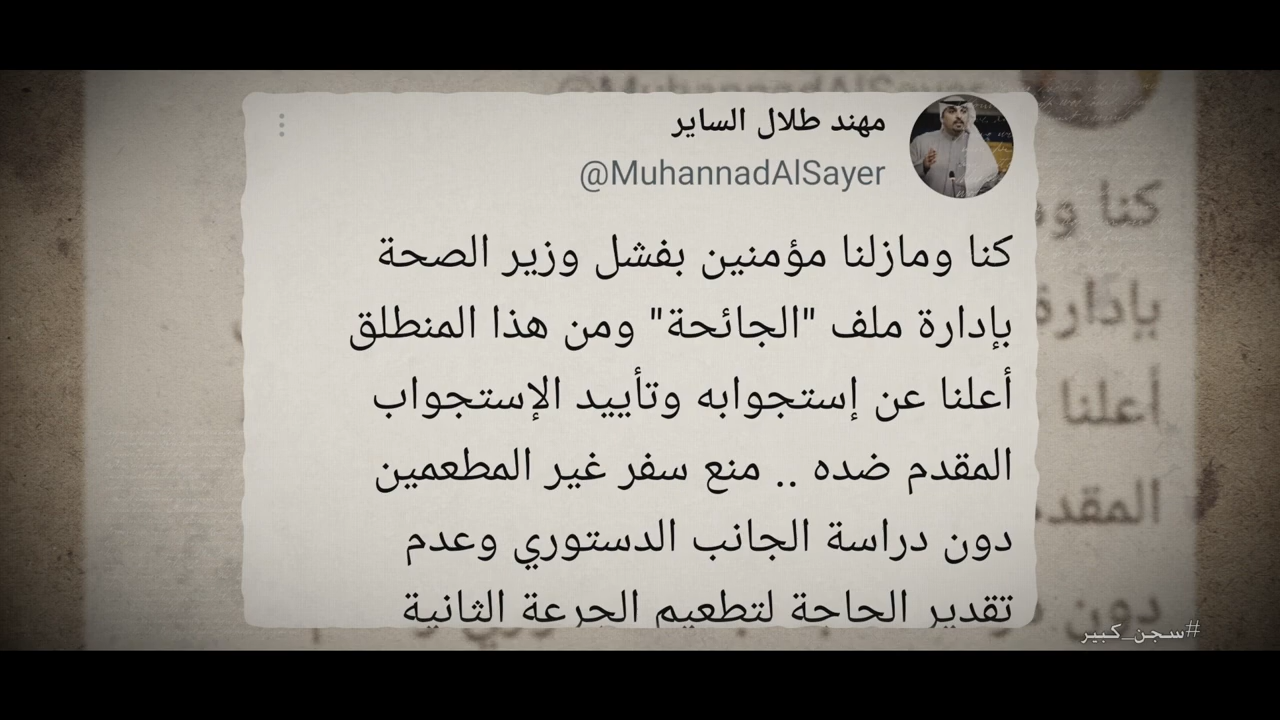 مهند طلال الساير
@MuhannadAlSayer
كنا ومازلنا مؤمنين بفشل وزير الصحة
بإدارة ملف "الجائحة" ومن هذا المنطلق
أعلنا عن إستجوابه وتأييد الإستجواب
المقدم ضده .. منع سفر غير المطعمين
دون دراسة الجانب الدستوري وعدم
تقدير الحاجة لتطعيم الجرعة الثانية
#سجن_كبير